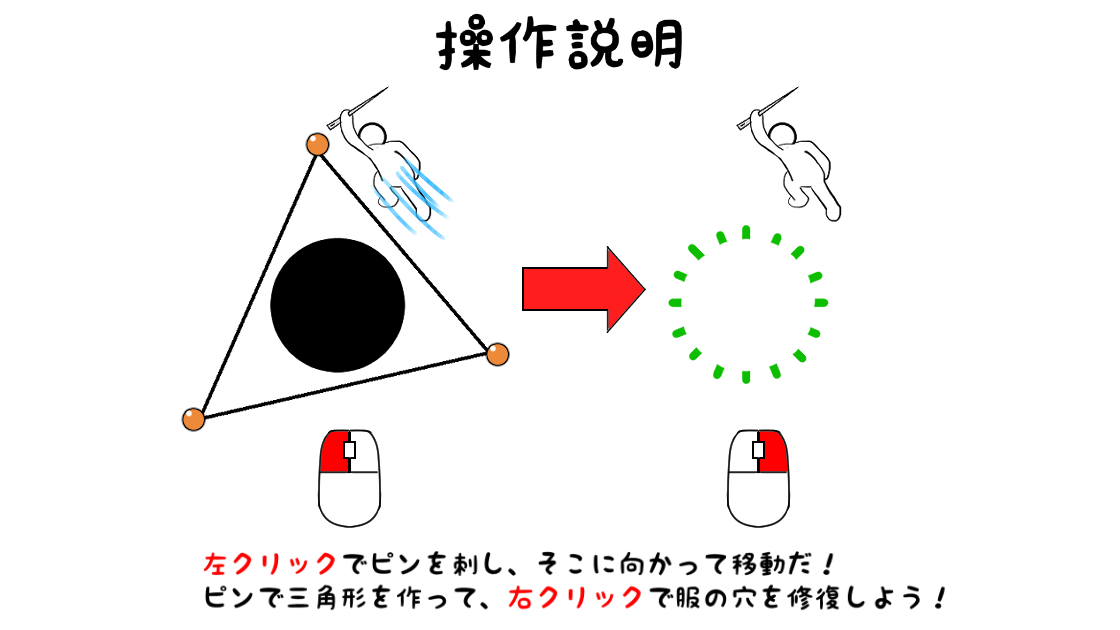 操作説明
左クリックでピンを刺し、そこに向かって移動だ！
ピンで三角形を作って、右クリックで服の穴を修復しよう！